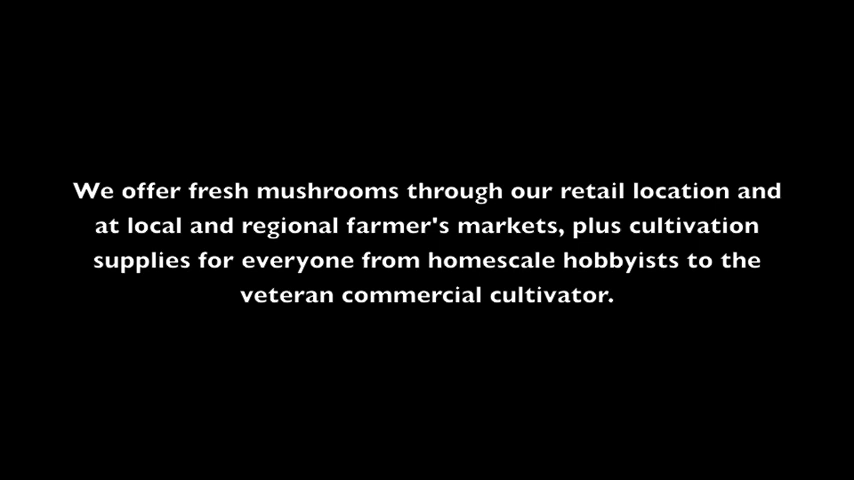 We offer fresh mushrooms through our retail location and
at local and regional farmer's markets, plus cultivation
supplies for everyone from homescale hobbyists to the
veteran commercial cultivator.